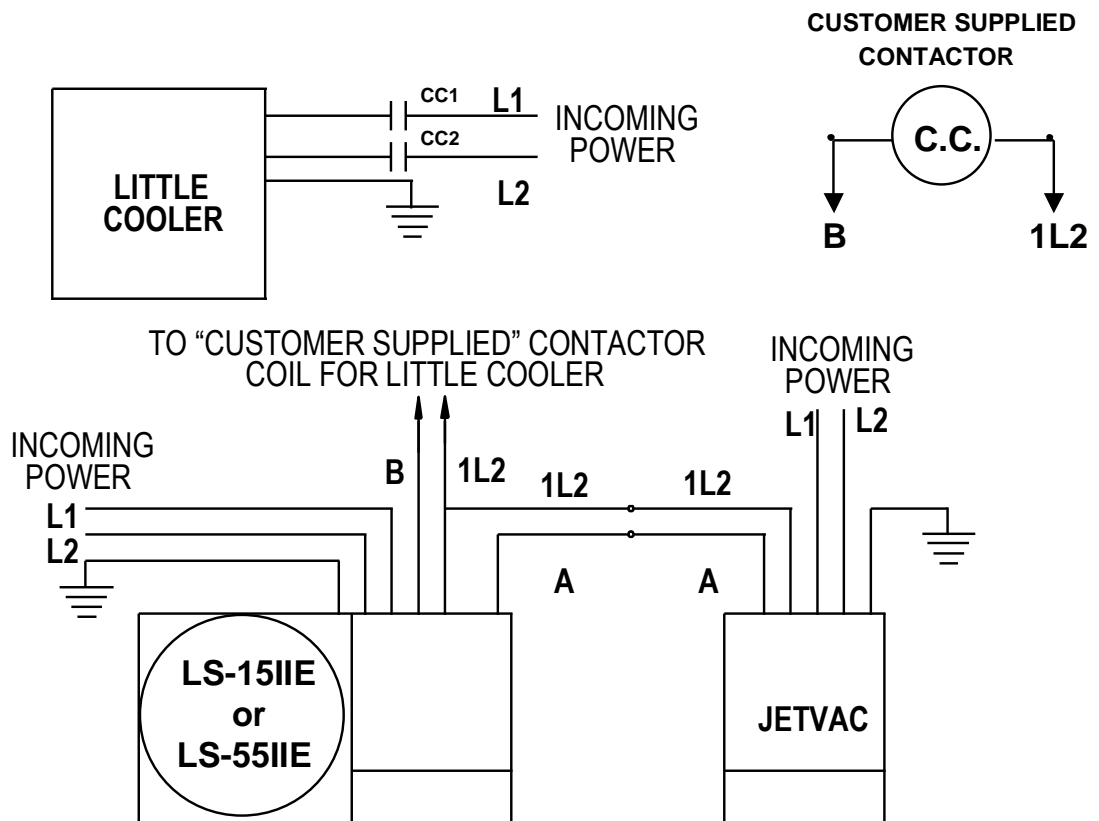 CUSTOMER SUPPLIED
CONTACTOR
C.C.
B
1L2
LITTLE
COOLER
CC1
L1
CC2
L2
INCOMING
POWER
TO “CUSTOMER SUPPLIED” CONTACTOR
COIL FOR LITTLE COOLER
INCOMING
POWER
L1
L2
INCOMING
POWER
L1
L2
B
1L2
1L2
1L2
A
A
LS-15IIE
or
LS-55IIE
JETVAC